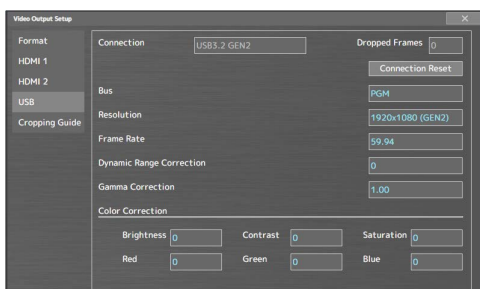 Video Output Setup
Format
HDMI 1
HDMI 2
USB
Cropping Guide
Connection USB3.2 GEN2 Dropped Frames 0
Connection Reset
Bus PGM
Resolution 1920x1080 (GEN2)
Frame Rate 59.94
Dynamic Range Correction 0
Gamma Correction 1.00
Color Correction
Brightness 0 Contrast 0 Saturation 0
Red 0 Green 0 Blue 0